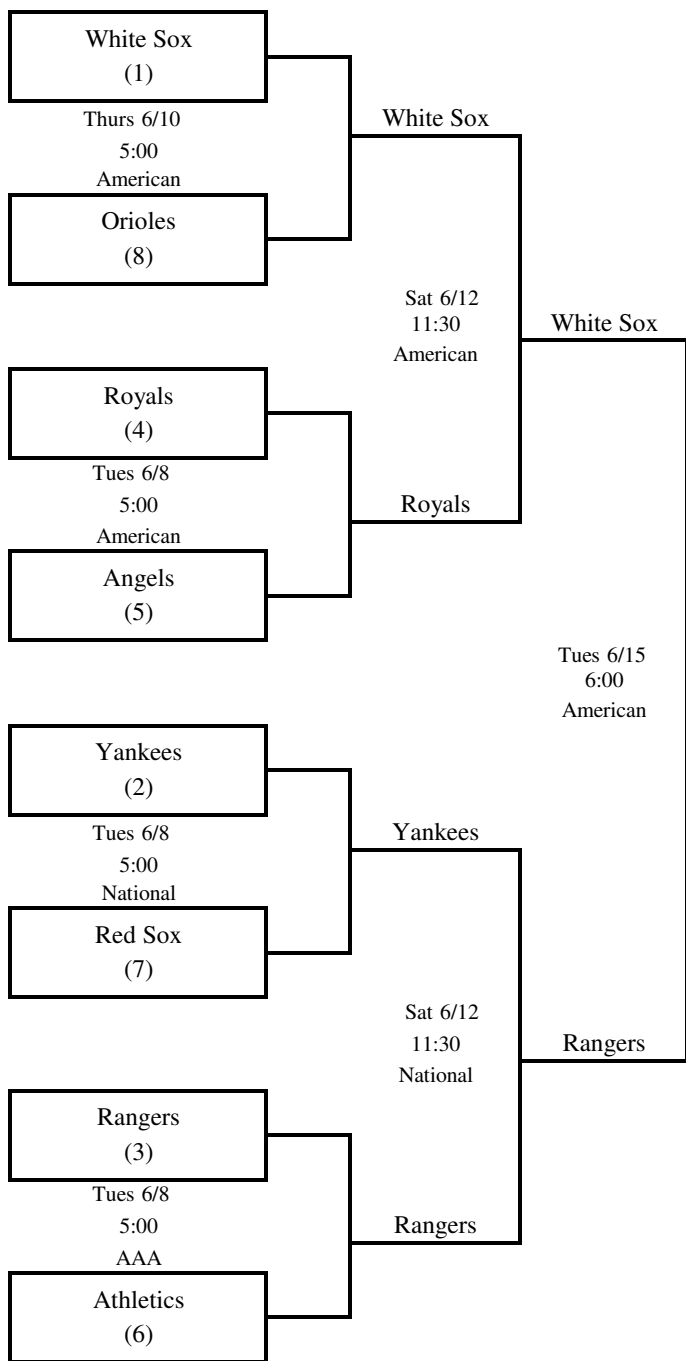 White Sox
(1)
Thurs 6/10
5:00
American
Orioles
(8)
White Sox
Sat 6/12
11:30
American
White Sox
Royals
(4)
Tues 6/8
5:00
American
Angels
(5)
Royals
Tues 6/15
6:00
American
Yankees
(2)
Tues 6/8
5:00
National
Red Sox
(7)
Yankees
Sat 6/12
11:30
National
Rangers
Rangers
(3)
Tues 6/8
5:00
AAA
Athletics
(6)
Rangers